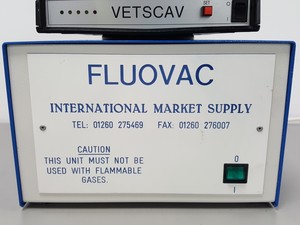 VETSCAV
SET
O
I
FLUOVAC
INTERNATIONAL MARKET SUPPLY
TEL: 01260 275469 FAX: 01260 276007
CAUTION
THIS UNIT MUST NOT BE
USED WITH FLAMMABLE
GASES.
O
I